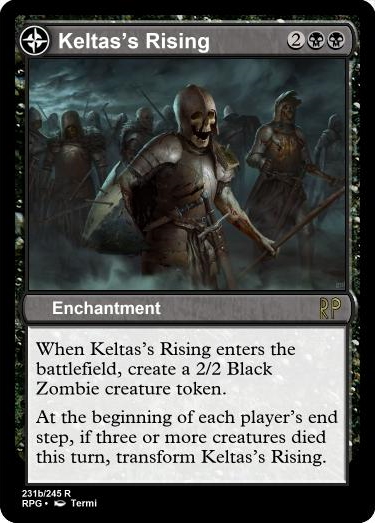 Keltas's Rising 2
Enchantment RP
When Keltas's Rising enters the
battlefield, create a 2/2 Black
Zombie creature token.
At the beginning of each player's end
step, if three or more creatures died
this turn, transform Keltas's Rising.
231b/245 R
RPG • Termi